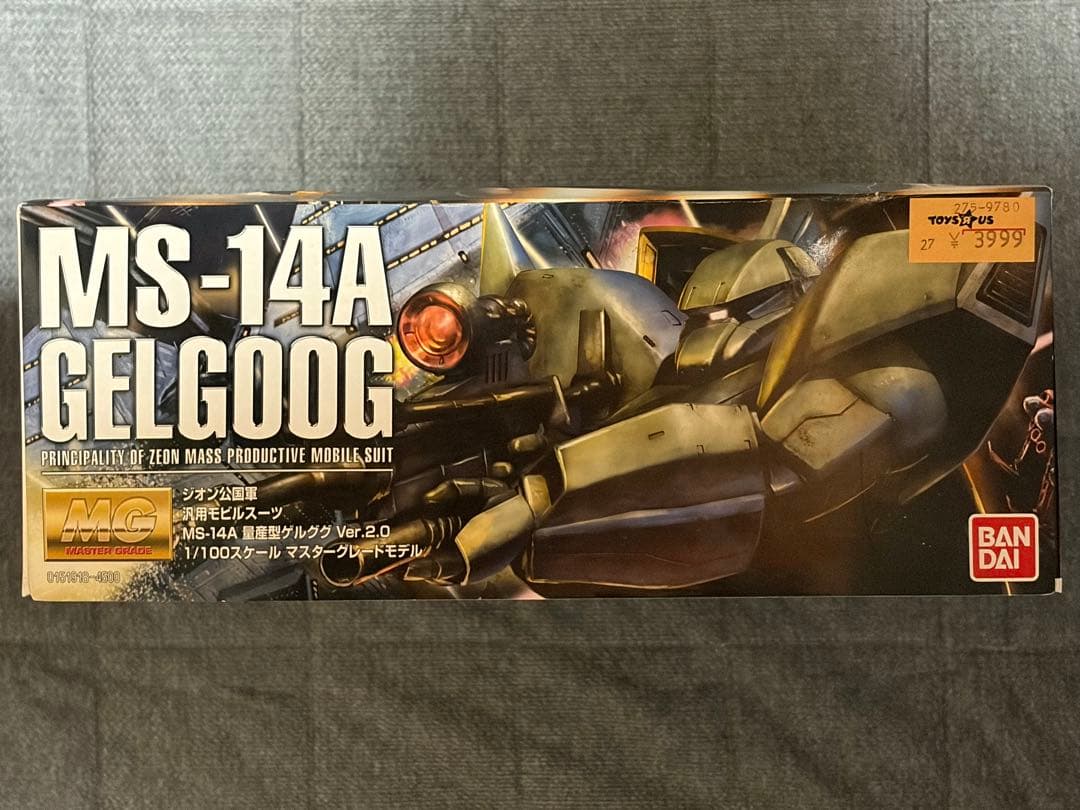 MS-14A
GELGOOG
PRINCIPALITY OF ZEON MASS PRODUCTIVE MOBILE SUIT
MG
MASTER GRADE
ジオン公国軍
汎用モビルスーツ
MS-14A 量産型ゲルググ Ver.2.0
1/100スケール マスターグレードモデル
0151918-4500
275-9780
TOYS R US
27 ¥ 3999
BAN
DAI